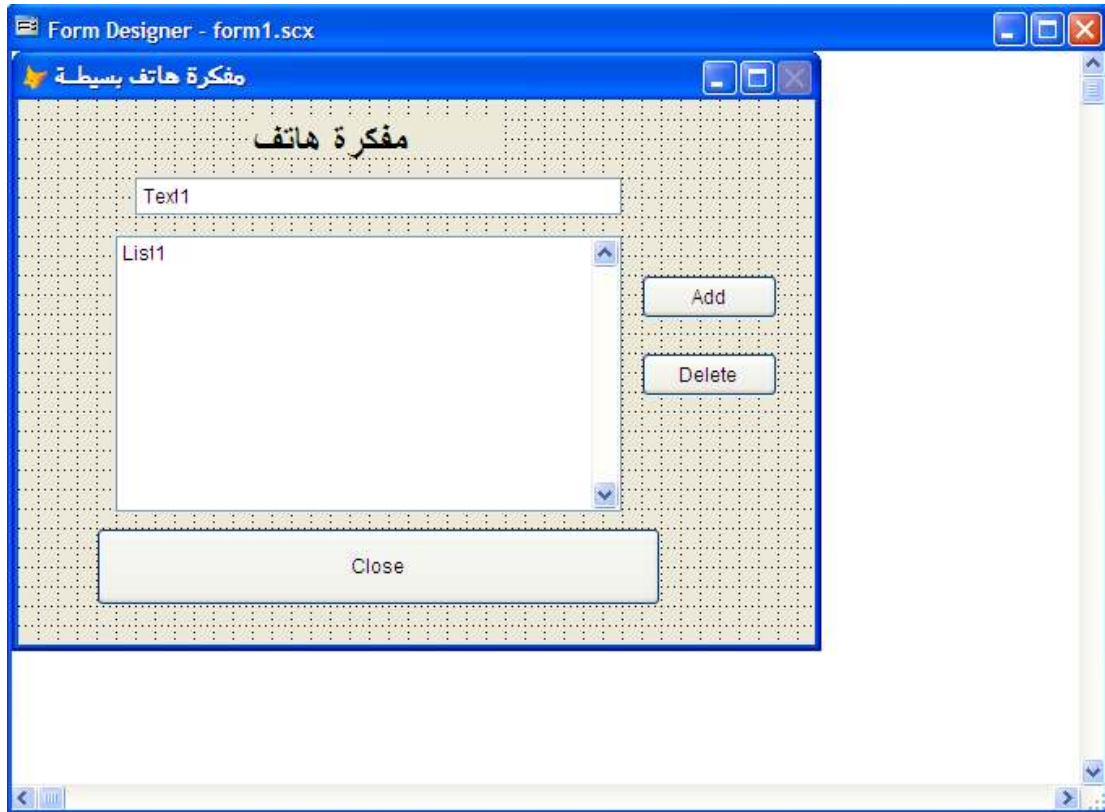 Form Designer - form1.scx
مفكرة هاتف بسيطـة
مفكرة هاتف
Text1
List1
Add
Delete
Close